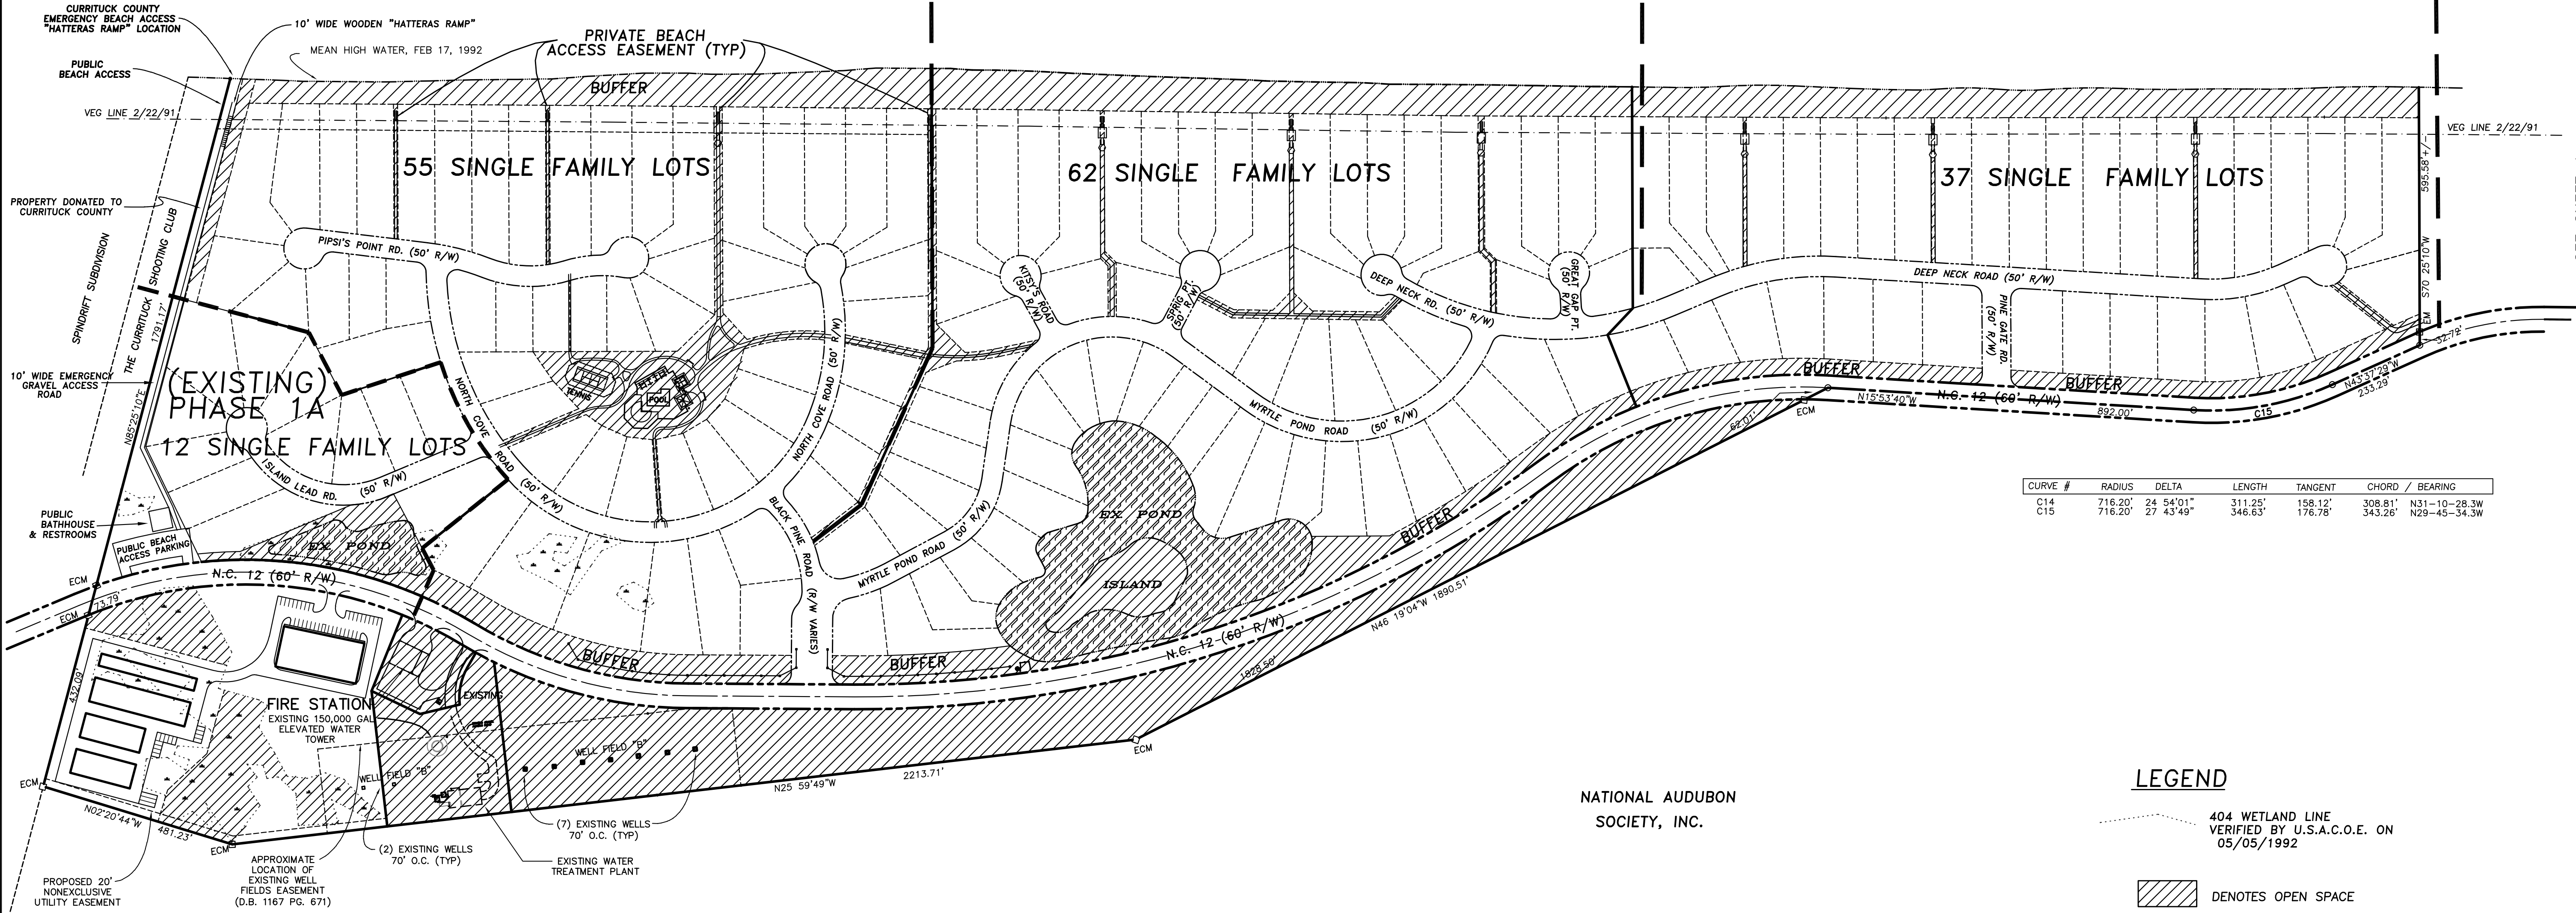 CURRITUCK COUNTY
EMERGENCY BEACH ACCESS
"HATTERAS RAMP" LOCATION
10' WIDE WOODEN "HATTERAS RAMP"
MEAN HIGH WATER, FEB 17, 1992
PRIVATE BEACH
ACCESS EASEMENT (TYP)
PUBLIC
BEACH ACCESS
BUFFER
VEG LINE 2/22/91
VEG LINE 2/22/91
55 SINGLE FAMILY LOTS
62 SINGLE FAMILY LOTS
37 SINGLE FAMILY LOTS
595.58'+/-
S70 25'10"W
EM
32.72'
PROPERTY DONATED TO
CURRITUCK COUNTY
SPINDRIFT SUBDIVISION
THE CURRITUCK SHOOTING CLUB
1791.17'
N85°25'10"E
10' WIDE EMERGENCY
GRAVEL ACCESS
ROAD
PIPSI'S POINT RD. (50' R/W)
KITSY'S ROAD
(50' R/W)
SPRIG PT.
(50' R/W)
DEEP NECK RD. (50' R/W)
GREAT GAP PT.
(50' R/W)
DEEP NECK ROAD (50' R/W)
PINE GATE RD.
(50' R/W)
(EXISTING)
PHASE 1A
12 SINGLE FAMILY LOTS
ISLAND LEAD RD. (50' R/W)
NORTH COVE ROAD (50' R/W)
TENNIS
POOL
NORTH COVE ROAD (50' R/W)
BLACK PINE ROAD (R/W VARIES)
MYRTLE POND ROAD (50' R/W)
MYRTLE POND ROAD (50' R/W)
BUFFER
BUFFER
N43°37'29"W
233.29'
N15°53'40"W
N.C. 12 (60' R/W)
892.00'
C15
ECM
62.01'
CURVE # RADIUS DELTA LENGTH TANGENT CHORD / BEARING
C14 716.20' 24 54'01" 311.25' 158.12' 308.81' N31-10-28.3W
C15 716.20' 27 43'49" 346.63' 176.78' 343.26' N29-45-34.3W
PUBLIC
BATHHOUSE
& RESTROOMS
PUBLIC BEACH
ACCESS PARKING
EX POND
EX POND
ISLAND
BUFFER
N.C. 12 (60' R/W)
ECM
ECM
73.79'
N.C. 12 (60' R/W)
N46 19'04"W 1890.51'
1828.50'
BUFFER
BUFFER
432.09'
FIRE STATION
EXISTING 150,000 GAL
ELEVATED WATER
TOWER
EXISTING
WELL FIELD "B"
WELL FIELD "B"
ECM
N25 59'49"W
2213.71'
ECM
N02°20'44"W
481.23'
ECM
(7) EXISTING WELLS
70' O.C. (TYP)
(2) EXISTING WELLS
70' O.C. (TYP)
EXISTING WATER
TREATMENT PLANT
APPROXIMATE
LOCATION OF
EXISTING WELL
FIELDS EASEMENT
(D.B. 1167 PG. 671)
PROPOSED 20'
NONEXCLUSIVE
UTILITY EASEMENT
NATIONAL AUDUBON
SOCIETY, INC.
LEGEND
404 WETLAND LINE
VERIFIED BY U.S.A.C.O.E. ON
05/05/1992
DENOTES OPEN SPACE